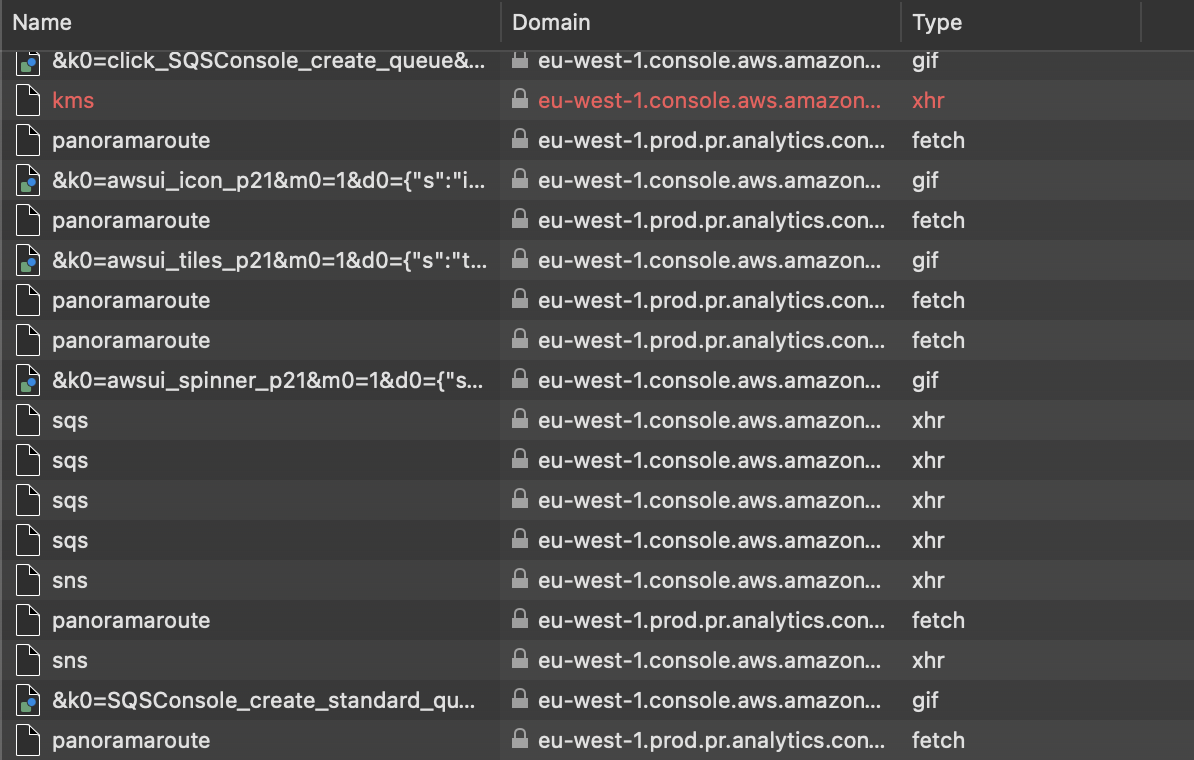 Name Domain Type
&k0=click_SQSConsole_create_queue&... eu-west-1.console.aws.amazon... gif
kms eu-west-1.console.aws.amazon... xhr
panoramaroute eu-west-1.prod.pr.analytics.con... fetch
&k0=awsui_icon_p21&m0=1&d0={"s":"i... eu-west-1.console.aws.amazon... gif
panoramaroute eu-west-1.prod.pr.analytics.con... fetch
&k0=awsui_tiles_p21&m0=1&d0={"s":"t... eu-west-1.console.aws.amazon... gif
panoramaroute eu-west-1.prod.pr.analytics.con... fetch
panoramaroute eu-west-1.prod.pr.analytics.con... fetch
&k0=awsui_spinner_p21&m0=1&d0={"s... eu-west-1.console.aws.amazon... gif
sqs eu-west-1.console.aws.amazon... xhr
sqs eu-west-1.console.aws.amazon... xhr
sqs eu-west-1.console.aws.amazon... xhr
sqs eu-west-1.console.aws.amazon... xhr
sns eu-west-1.console.aws.amazon... xhr
panoramaroute eu-west-1.prod.pr.analytics.con... fetch
sns eu-west-1.console.aws.amazon... xhr
&k0=SQSConsole_create_standard_qu... eu-west-1.console.aws.amazon... gif
panoramaroute eu-west-1.prod.pr.analytics.con... fetch